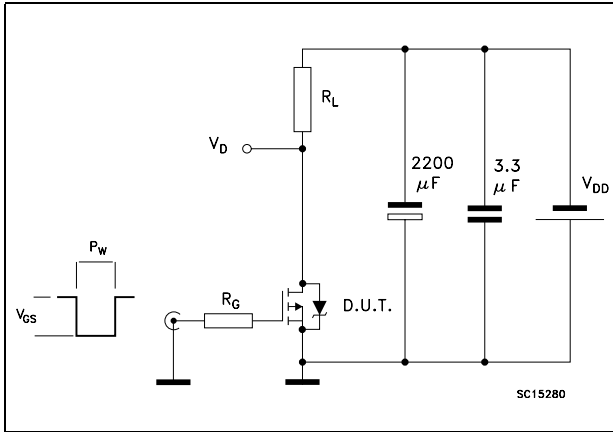 R_L
V_D
2200
μF
3.3
μF
V_DD
P_W
V_GS
R_G
D.U.T.
SC15280